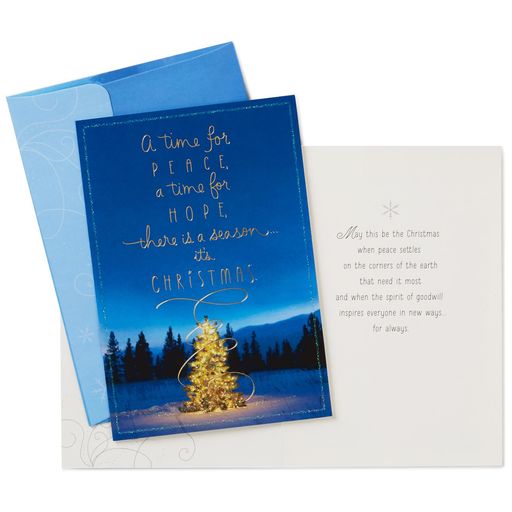 A time for
PEACE,
a time for
HOPE,
there is a season...
it's
CHRISTMAS.
May this be the Christmas
when peace settles
on the corners of the earth
that need it most
and when the spirit of goodwill
inspires everyone in new ways...
for always.